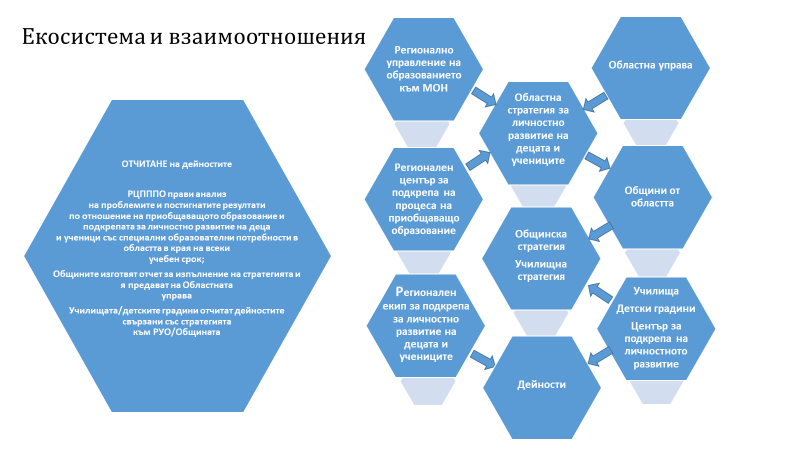 Екосистема и взаимоотношения
ОТЧИТАНЕ на дейностите
РЦПППО прави анализ
на проблемите и постигнатите резултати
по отношение на приобщаващото образование и
подкрепата за личностно развитие на деца
и ученици със специални образователни потребности в
областта в края на всеки
учебен срок;
Общините изготвят отчет за изпълнение на стратегията и
я предават на Областната
управа
Училищата/детските градини отчитат дейностите
свързани със стратегията
към РУО/Общината
Регионално
управление на
образованието
към МОН
Областна управа
Областна
стратегия за
личностно
развитие на
децата и
учениците
Регионален
център за
подкрепа на
процеса на
приобщаващо
образование
Общини от
областта
Общинска
стратегия
Училищна
стратегия
Регионален
екип за подкрепа
за личностно
развитие на
децата и
учениците
Училища
Детски градини
Център за
подкрепа на
личностното
развитие
Дейности